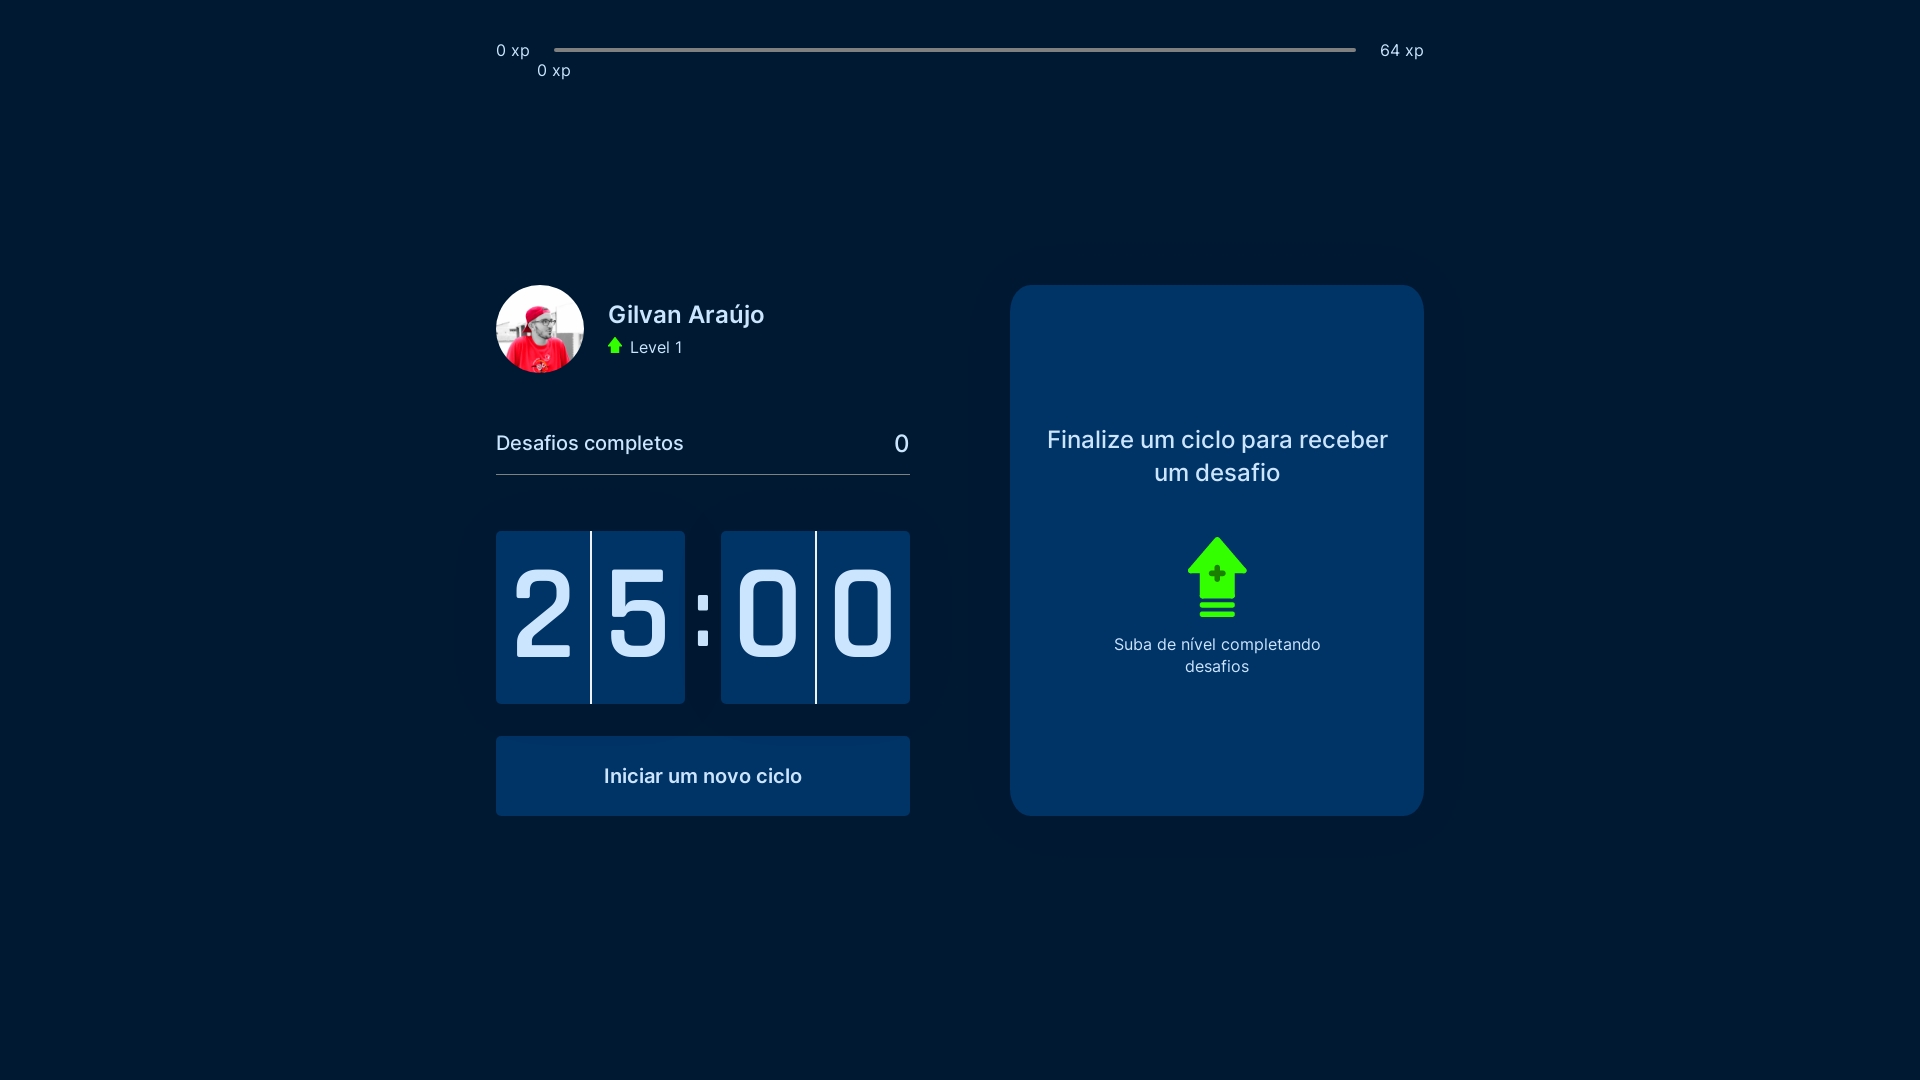 0 xp
64 xp
0 xp
Gilvan Araújo
Level 1
Desafios completos
0
25:00
Iniciar um novo ciclo
Finalize um ciclo para receber
um desafio
Suba de nível completando
desafios